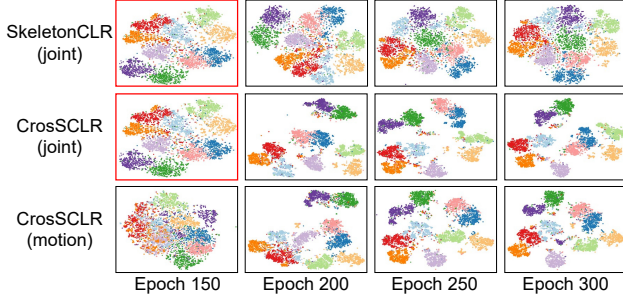 SkeletonCLR
(joint)
CrosSCLR
(joint)
CrosSCLR
(motion)
Epoch 150 Epoch 200 Epoch 250 Epoch 300